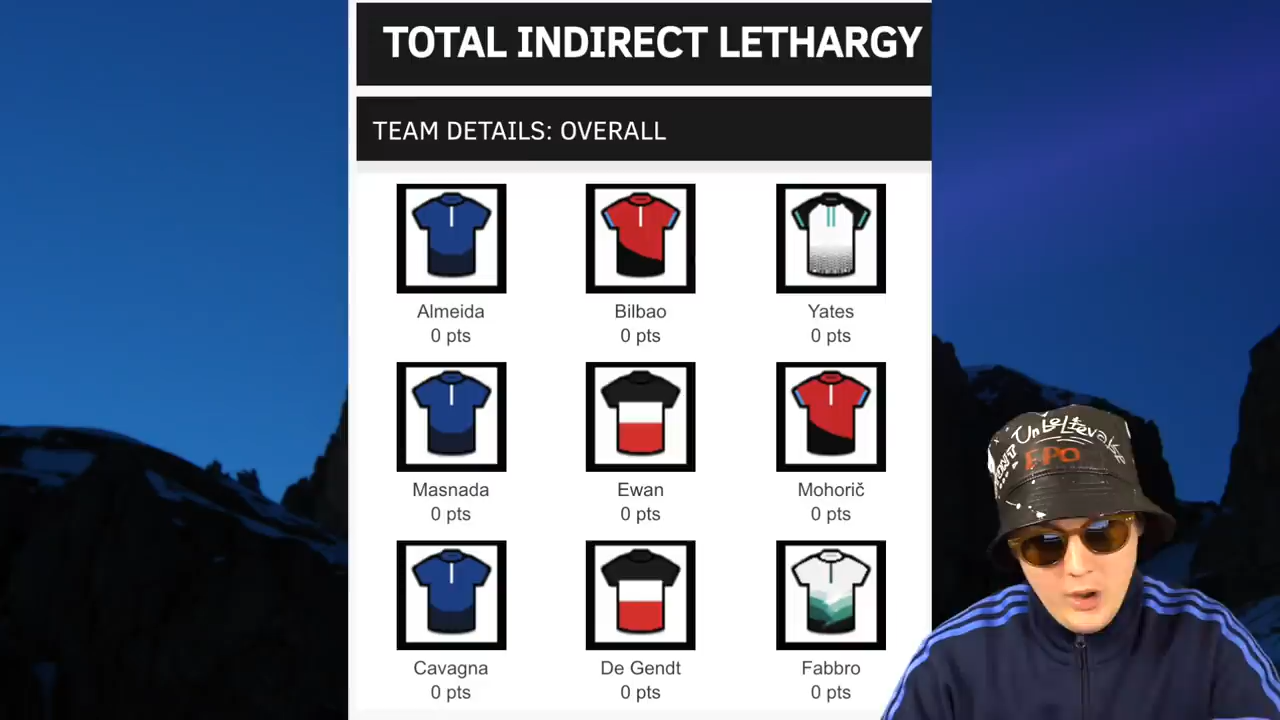 TOTAL INDIRECT LETHARGY
TEAM DETAILS: OVERALL
Almeida
0 pts
Bilbao
0 pts
Yates
0 pts
Masnada
0 pts
Ewan
0 pts
Mohorič
0 pts
Cavagna
0 pts
De Gendt
0 pts
Fabbro
0 pts
EPO